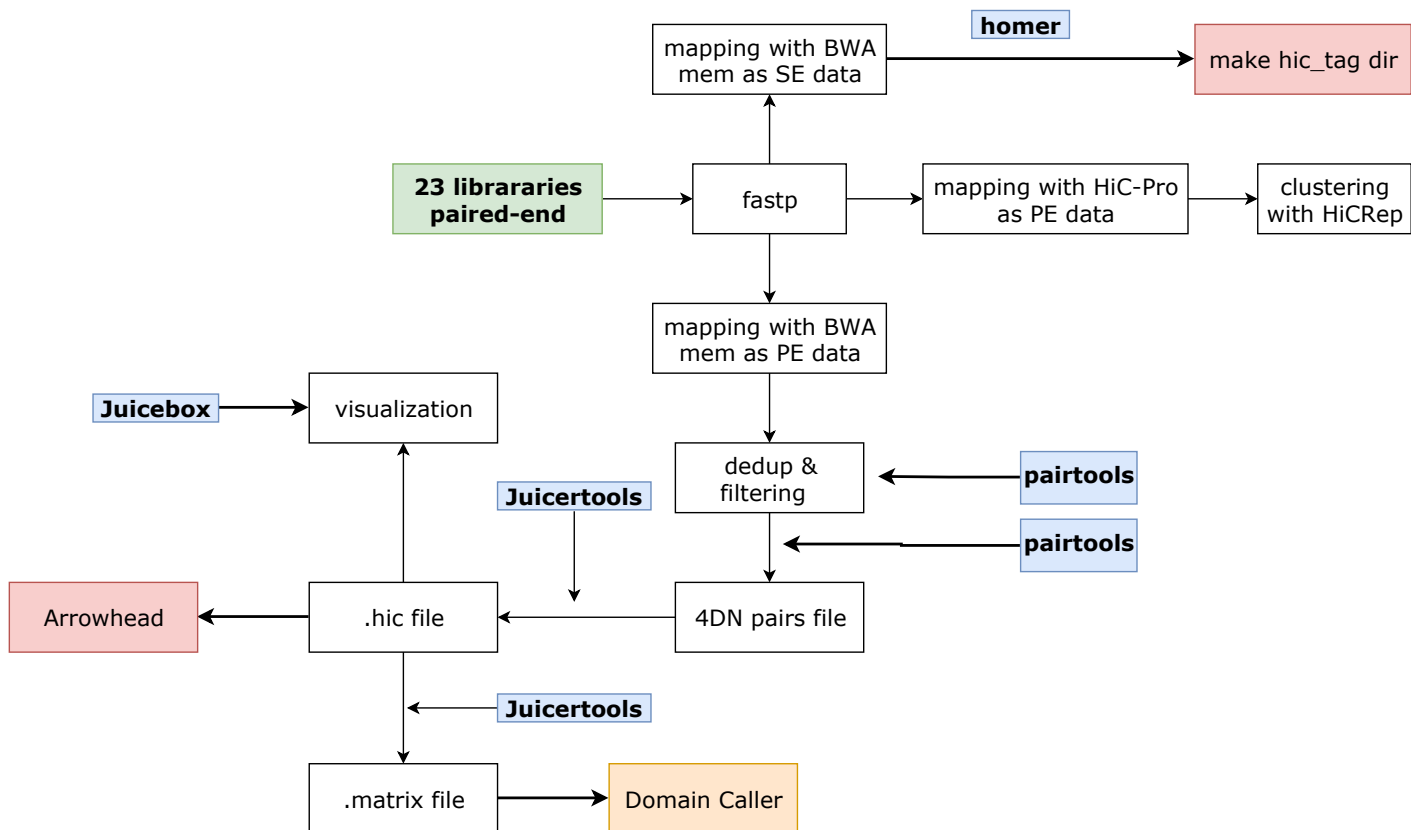 homer
mapping with BWA
mem as SE data
make hic_tag dir
23 librararies
paired-end
fastp
mapping with HiC-Pro
as PE data
clustering
with HiCRep
mapping with BWA
mem as PE data
Juicebox
visualization
dedup &
filtering
pairtools
Juicertools
pairtools
Arrowhead
.hic file
4DN pairs file
Juicertools
.matrix file
Domain Caller